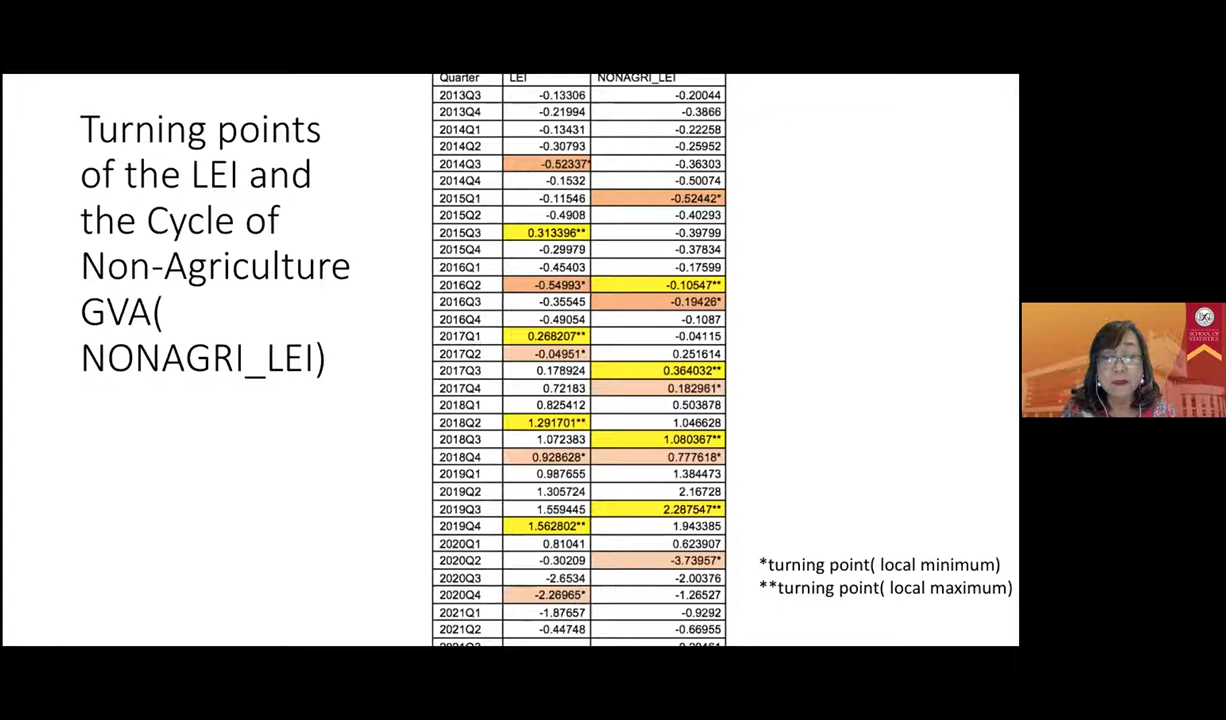 Turning points
of the LEI and
the Cycle of
Non-Agriculture
GVA(
NONAGRI_LEI)
Quarter LEI NONAGRI_LEI
2013Q3 -0.13306 -0.20044
2013Q4 -0.21994 -0.3866
2014Q1 -0.13431 -0.22258
2014Q2 -0.30793 -0.25952
2014Q3 -0.52337* -0.36303
2014Q4 -0.1532 -0.50074
2015Q1 -0.11546 -0.52442*
2015Q2 -0.4908 -0.40293
2015Q3 0.313396** -0.39799
2015Q4 -0.29979 -0.37834
2016Q1 -0.45403 -0.17599
2016Q2 -0.54993* -0.10547**
2016Q3 -0.35545 -0.19426*
2016Q4 -0.49054 -0.1087
2017Q1 0.268207** -0.04115
2017Q2 -0.04951* 0.251614
2017Q3 0.178924 0.364032**
2017Q4 0.72183 0.182961*
2018Q1 0.825412 0.503878
2018Q2 1.291701** 1.046628
2018Q3 1.072383 1.080367**
2018Q4 0.928628* 0.777618*
2019Q1 0.987655 1.384473
2019Q2 1.305724 2.16728
2019Q3 1.559445 2.287547**
2019Q4 1.562802** 1.943385
2020Q1 0.81041 0.623907
2020Q2 -0.30209 -3.73957*
2020Q3 -2.6534 -2.00376
2020Q4 -2.26965* -1.26527
2021Q1 -1.87657 -0.9292
2021Q2 -0.44748 -0.66955
*turning point( local minimum)
**turning point( local maximum)
SCHOOL OF
STATISTICS